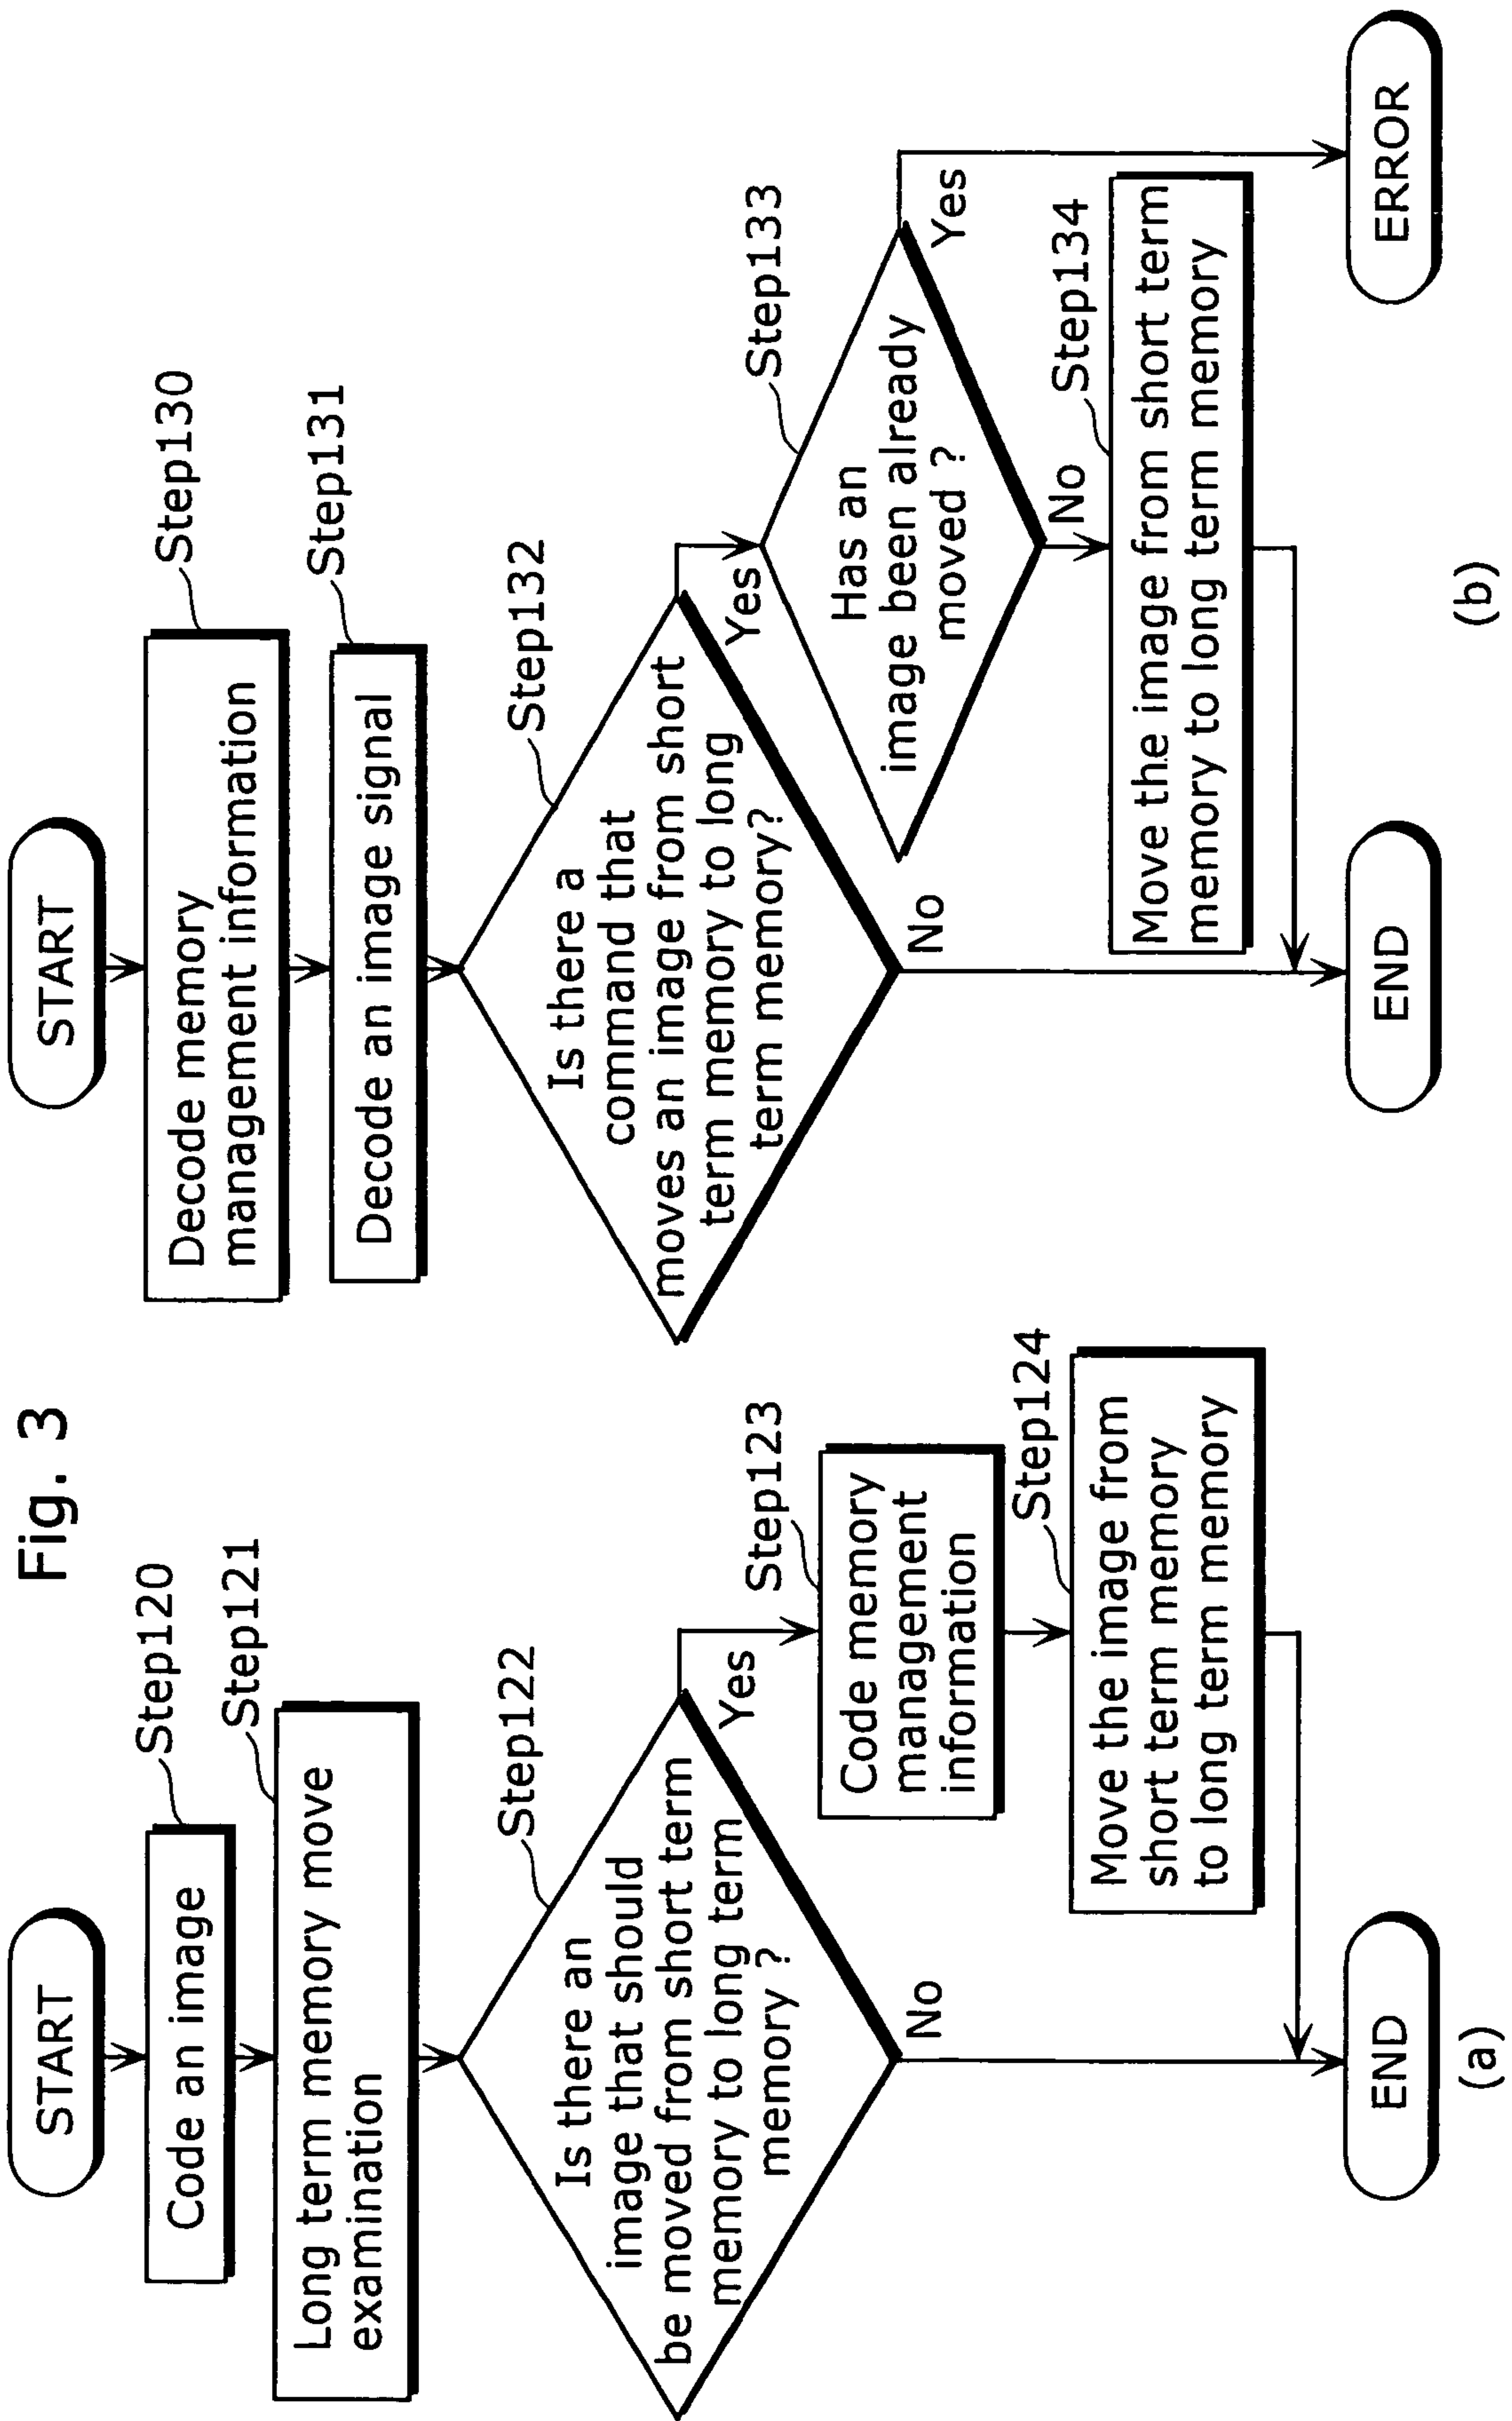 Fig. 3
START
Step120
Code an image
Step121
Long term memory move
examination
Step122
Is there an
image that should
be moved from short term
memory to long term
memory ?
Yes
No
Step123
Code memory
management
information
Step124
Move the image from
short term memory
to long term memory
END
(a)
START
Step130
Decode memory
management information
Step131
Decode an image signal
Step132
Is there a
command that
moves an image from short
term memory to long
term memory?
Yes
No
Step133
Has an
image been already
moved ?
Yes
No
Step134
Move the image from short term
memory to long term memory
END
ERROR
(b)